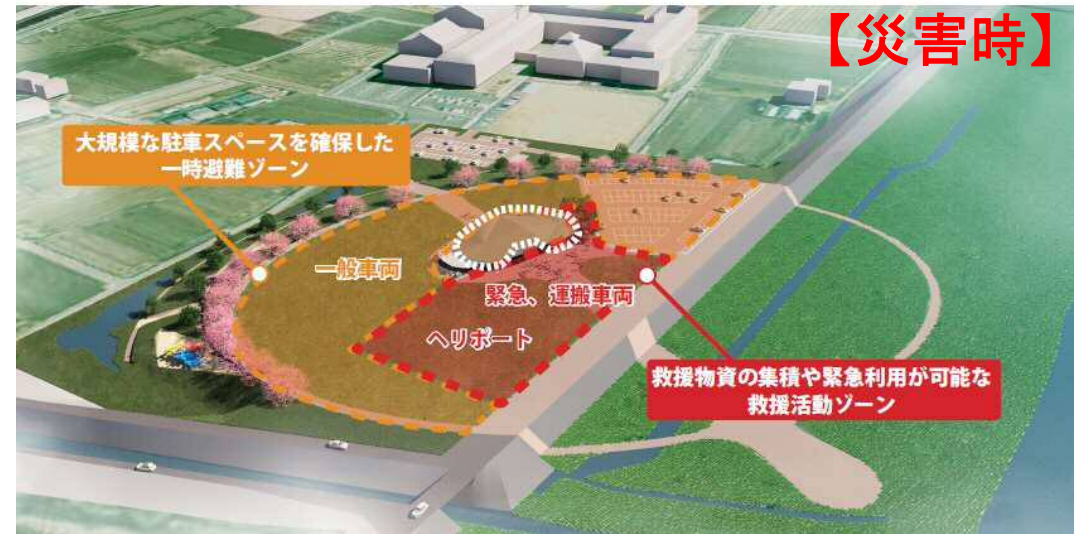 【災害時】
大規模な駐車スペースを確保した
一時避難ゾーン
一般車両
緊急、運搬車両
ヘリポート
救援物資の集積や緊急利用が可能な
救援活動ゾーン